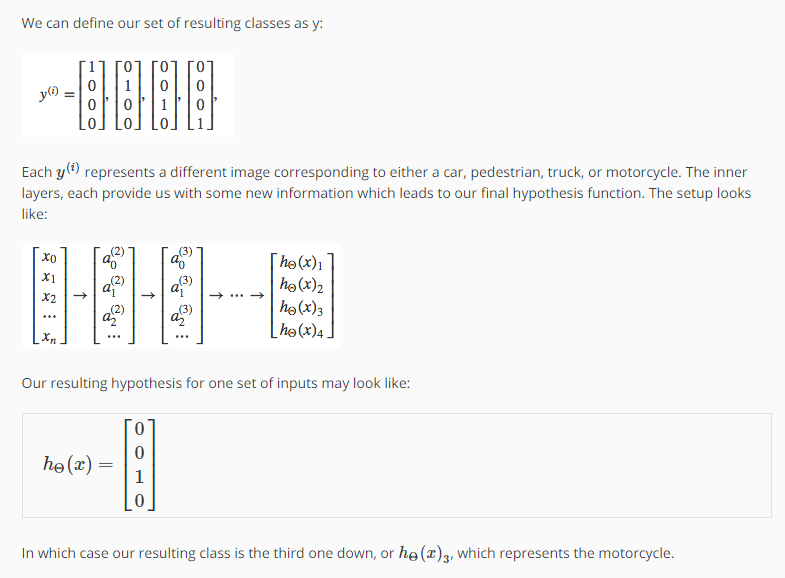 We can define our set of resulting classes as y:
y^{(i)} = \begin{bmatrix} 1 \\ 0 \\ 0 \\ 0 \end{bmatrix}, \begin{bmatrix} 0 \\ 1 \\ 0 \\ 0 \end{bmatrix}, \begin{bmatrix} 0 \\ 0 \\ 1 \\ 0 \end{bmatrix}, \begin{bmatrix} 0 \\ 0 \\ 0 \\ 1 \end{bmatrix},
Each y^{(i)} represents a different image corresponding to either a car, pedestrian, truck, or motorcycle. The inner
layers, each provide us with some new information which leads to our final hypothesis function. The setup looks
like:
\begin{bmatrix} x_0 \\ x_1 \\ x_2 \\ \cdots \\ x_n \end{bmatrix} \rightarrow \begin{bmatrix} a_0^{(2)} \\ a_1^{(2)} \\ a_2^{(2)} \\ \cdots \end{bmatrix} \rightarrow \begin{bmatrix} a_0^{(3)} \\ a_1^{(3)} \\ a_2^{(3)} \\ \cdots \end{bmatrix} \rightarrow \cdots \rightarrow \begin{bmatrix} h_\Theta(x)_1 \\ h_\Theta(x)_2 \\ h_\Theta(x)_3 \\ h_\Theta(x)_4 \end{bmatrix}
Our resulting hypothesis for one set of inputs may look like:
h_\Theta(x) = \begin{bmatrix} 0 \\ 0 \\ 1 \\ 0 \end{bmatrix}
In which case our resulting class is the third one down, or h_\Theta(x)_3, which represents the motorcycle.